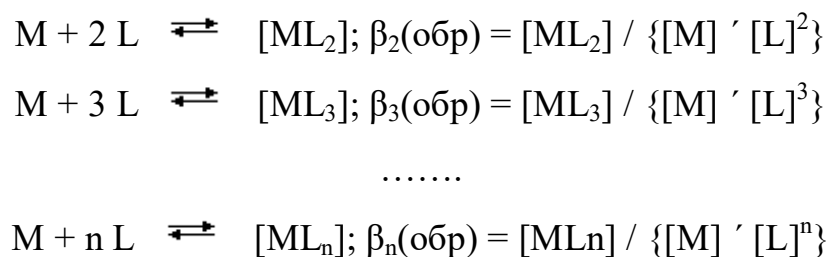 M + 2 L ⇌ [ML₂]; β₂(обр) = [ML₂] / {[M] ´ [L]²}
M + 3 L ⇌ [ML₃]; β₃(обр) = [ML₃] / {[M] ´ [L]³}
.......
M + n L ⇌ [MLₙ]; βₙ(обр) = [MLn] / {[M] ´ [L]ⁿ}